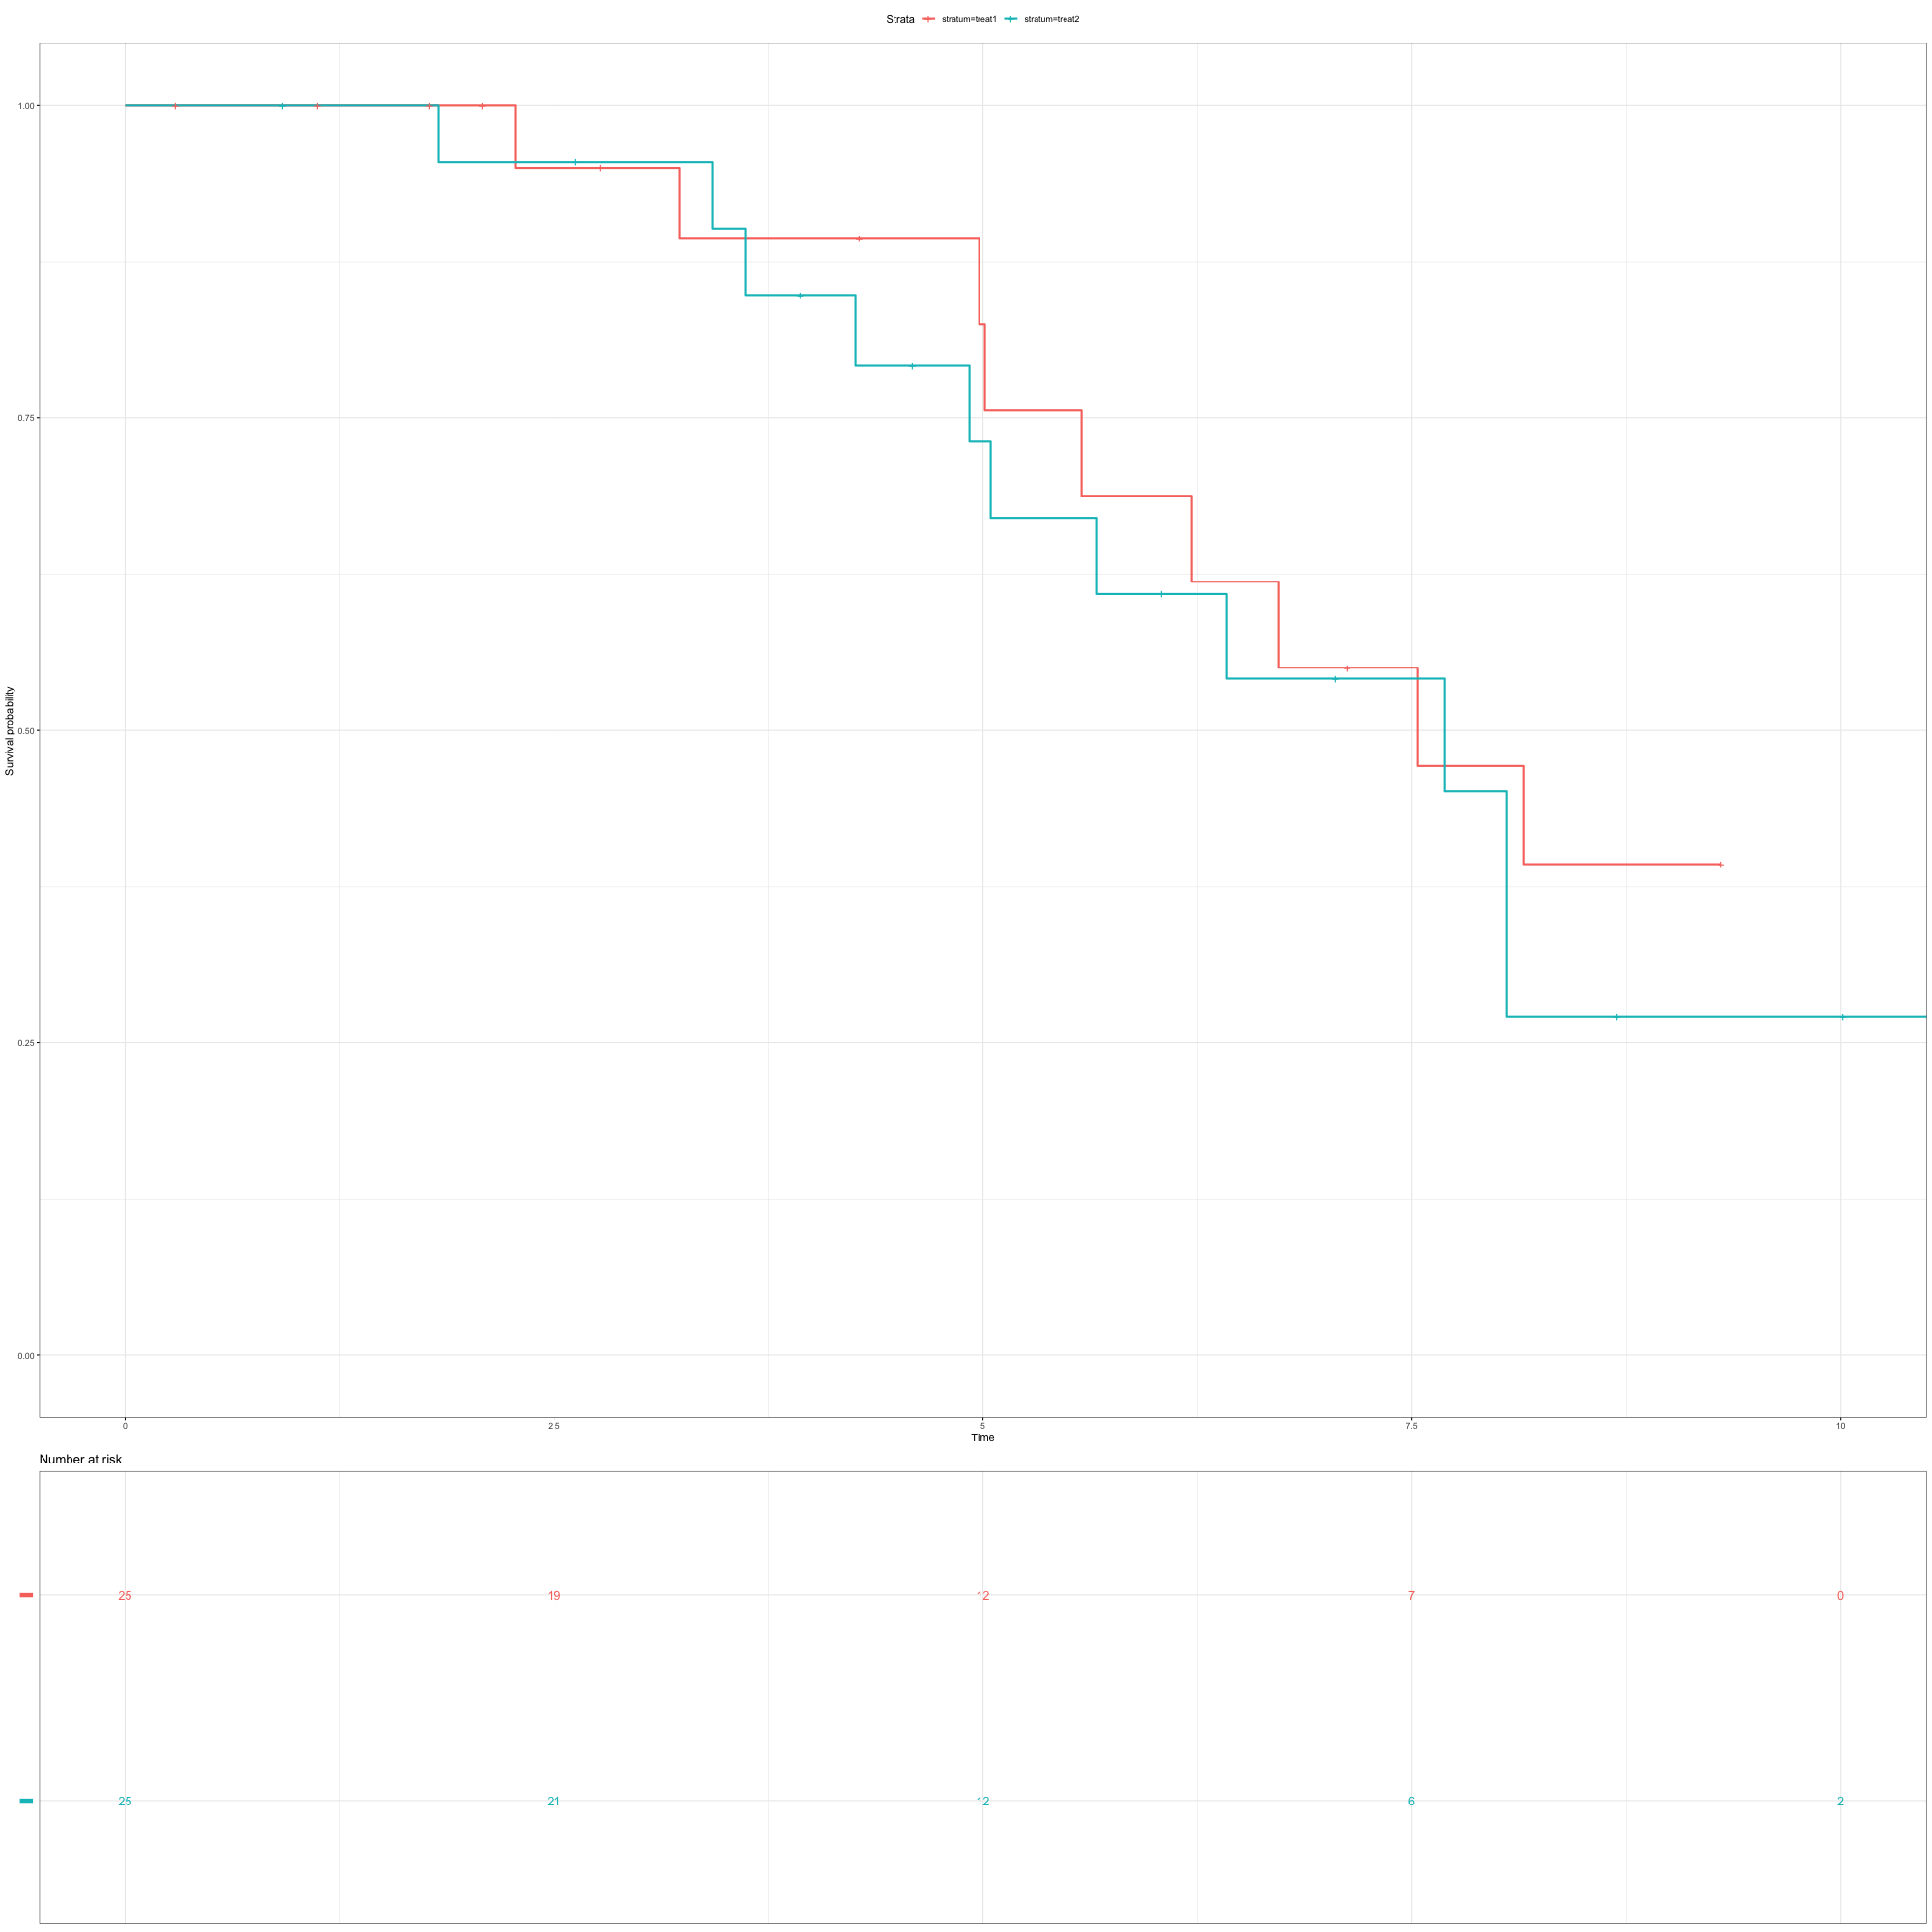 Strata stratum=treat1 stratum=treat2
1.00
0.75
0.50
0.25
0.00
Survival probability
0 2.5 5 7.5 10
Time
Number at risk
25 19 12 7 0
25 21 12 6 2